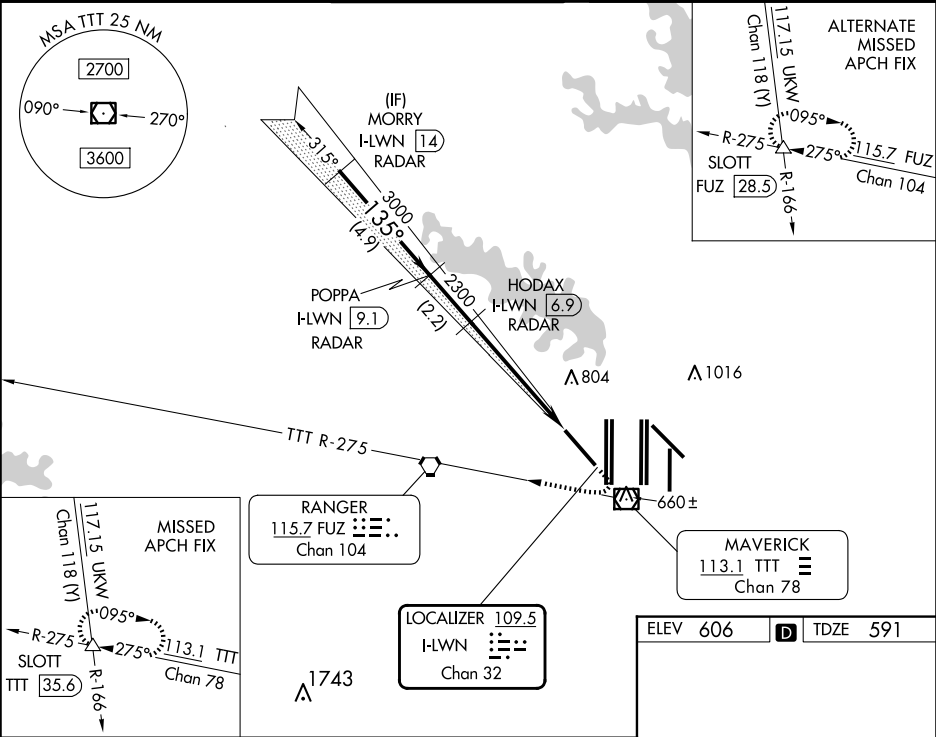 MSA TTT 25 NM
2700
090°
270°
3600
(IF)
MORRY
I-LWN 14
RADAR
315°
3000
135°
(4.9)
POPPA
I-LWN 9.1
RADAR
2300
(2.2)
HODAX
I-LWN 6.9
RADAR
804
1016
ALTERNATE
MISSED
APCH FIX
117.15 UKW
Chan 118 (Y)
095°
R-275
275°
115.7 FUZ
Chan 104
SLOTT
FUZ 28.5
R-166
TTT R-275
RANGER
115.7 FUZ
Chan 104
660±
MAVERICK
113.1 TTT
Chan 78
LOCALIZER 109.5
I-LWN
Chan 32
MISSED
APCH FIX
117.15 UKW
Chan 118 (Y)
095°
R-275
275°
113.1 TTT
Chan 78
SLOTT
TTT 35.6
R-166
1743
ELEV 606 D TDZE 591